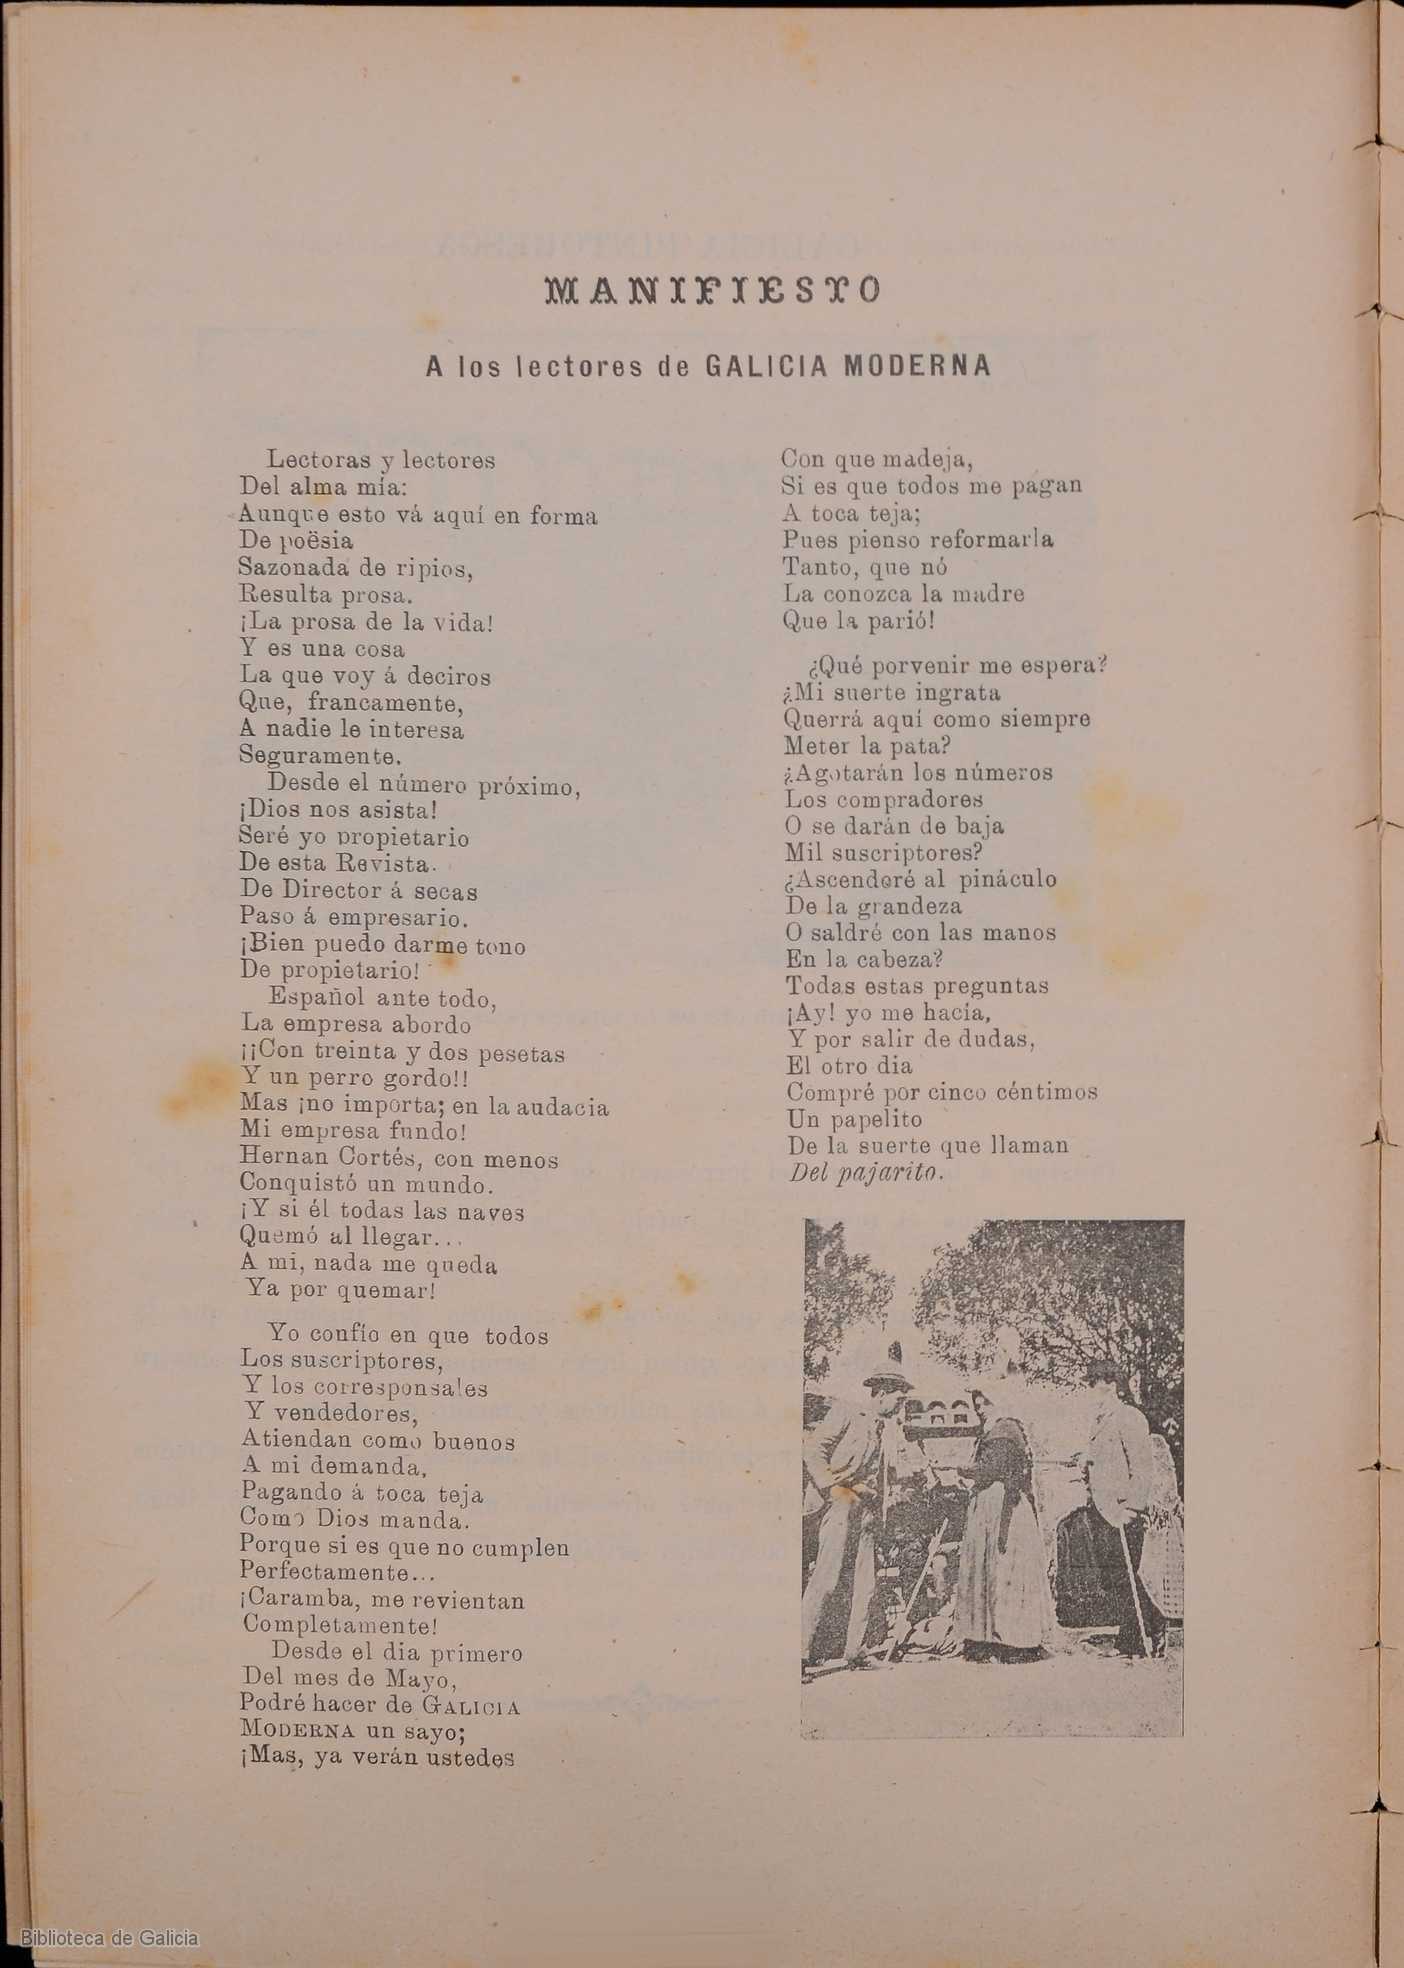 MANIFIESTO
A los lectores de GALICIA MODERNA
Lectoras y lectores
Del alma mía:
Aunque esto vá aquí en forma
De poësia
Sazonada de ripios,
Resulta prosa.
¡La prosa de la vida!
Y es una cosa
La que voy á deciros
Que, francamente,
A nadie le interesa
Seguramente.
Desde el número próximo,
¡Dios nos asista!
Seré yo propietario
De esta Revista.
De Director á secas
Paso á empresario.
¡Bien puedo darme tono
De propietario!
Español ante todo,
La empresa abordo
¡¡Con treinta y dos pesetas
Y un perro gordo!!
Mas ¡no importa; en la audacia
Mi empresa fundo!
Hernan Cortés, con menos
Conquistó un mundo.
¡Y si él todas las naves
Quemó al llegar...
A mi, nada me queda
Ya por quemar!
Yo confío en que todos
Los suscriptores,
Y los corresponsales
Y vendedores,
Atiendan como buenos
A mi demanda,
Pagando á toca teja
Como Dios manda.
Porque si es que no cumplen
Perfectamente...
¡Caramba, me revientan
Completamente!
Desde el dia primero
Del mes de Mayo,
Podré hacer de GALICIA
MODERNA un sayo;
¡Mas, ya verán ustedes
Con que madeja,
Si es que todos me pagan
A toca teja;
Pues pienso reformarla
Tanto, que nó
La conozca la madre
Que la parió!
¿Qué porvenir me espera?
¿Mi suerte ingrata
Querrá aquí como siempre
Meter la pata?
¿Agotarán los números
Los compradores
O se darán de baja
Mil suscriptores?
¿Ascenderé al pináculo
De la grandeza
O saldré con las manos
En la cabeza?
Todas estas preguntas
¡Ay! yo me hacía,
Y por salir de dudas,
El otro dia
Compré por cinco céntimos
Un papelito
De la suerte que llaman
Del pajarito.
Biblioteca de Galicia